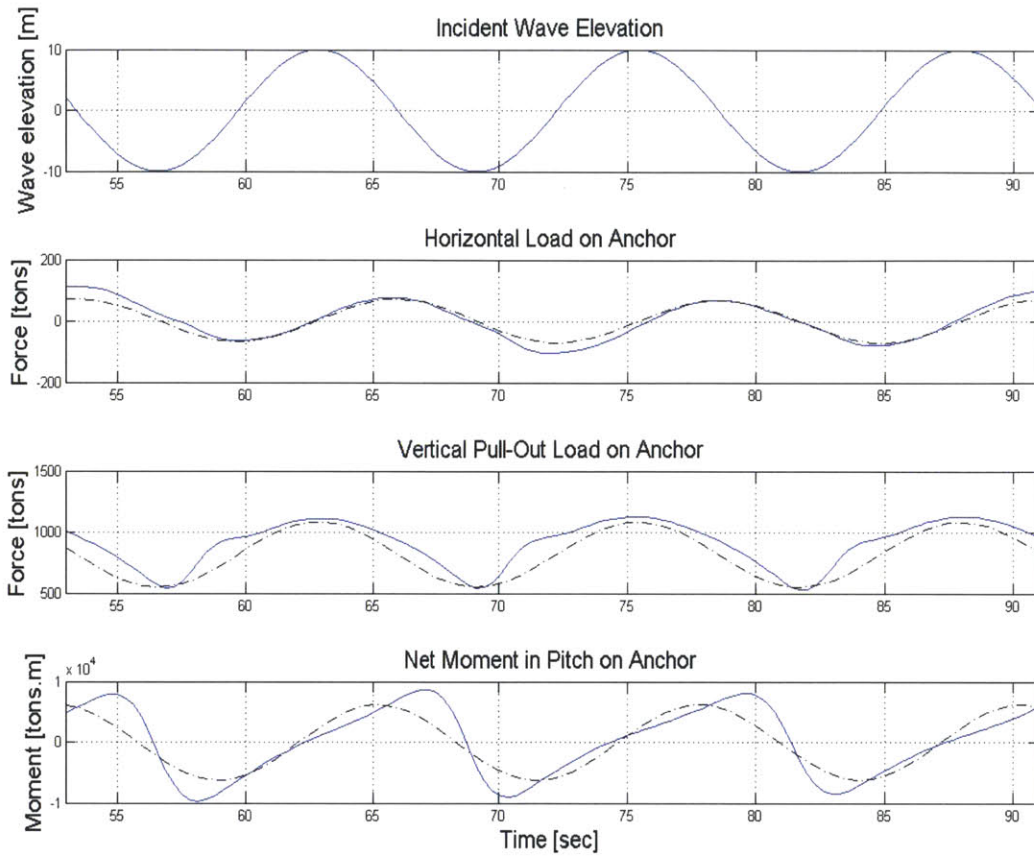 Incident Wave Elevation
Wave elevation [m]
10
0
-10
55 60 65 70 75 80 85 90
Horizontal Load on Anchor
Force [tons]
200
0
-200
55 60 65 70 75 80 85 90
Vertical Pull-Out Load on Anchor
Force [tons]
1500
1000
500
55 60 65 70 75 80 85 90
Net Moment in Pitch on Anchor
x 10^4
Moment [tons.m]
1
0
-1
55 60 65 70 75 80 85 90
Time [sec]